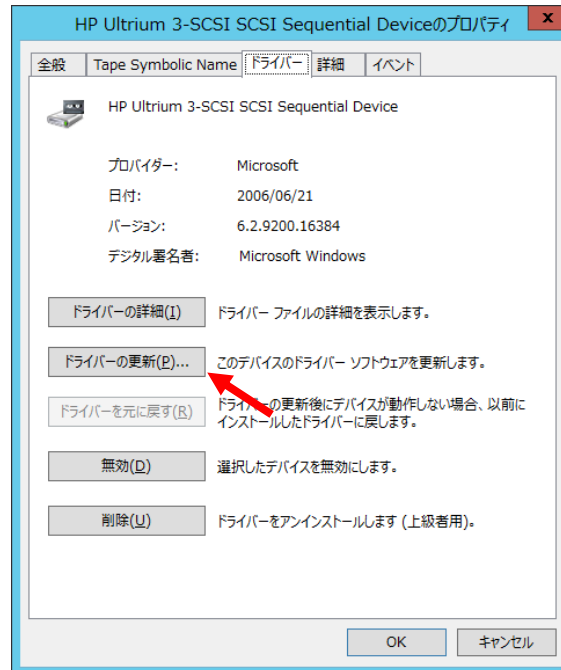 HP Ultrium 3-SCSI SCSI Sequential Deviceのプロパティ
x
全般 Tape Symbolic Name ドライバー 詳細 イベント
HP Ultrium 3-SCSI SCSI Sequential Device
プロバイダー: Microsoft
日付: 2006/06/21
バージョン: 6.2.9200.16384
デジタル署名者: Microsoft Windows
ドライバーの詳細(I) ドライバー ファイルの詳細を表示します。
ドライバーの更新(P)... このデバイスのドライバー ソフトウェアを更新します。
ドライバーを元に戻す(R) ドライバーの更新後にデバイスが動作しない場合、以前に
インストールしたドライバーに戻します。
無効(D) 選択したデバイスを無効にします。
削除(U) ドライバーをアンインストールします (上級者用)。
OK キャンセル